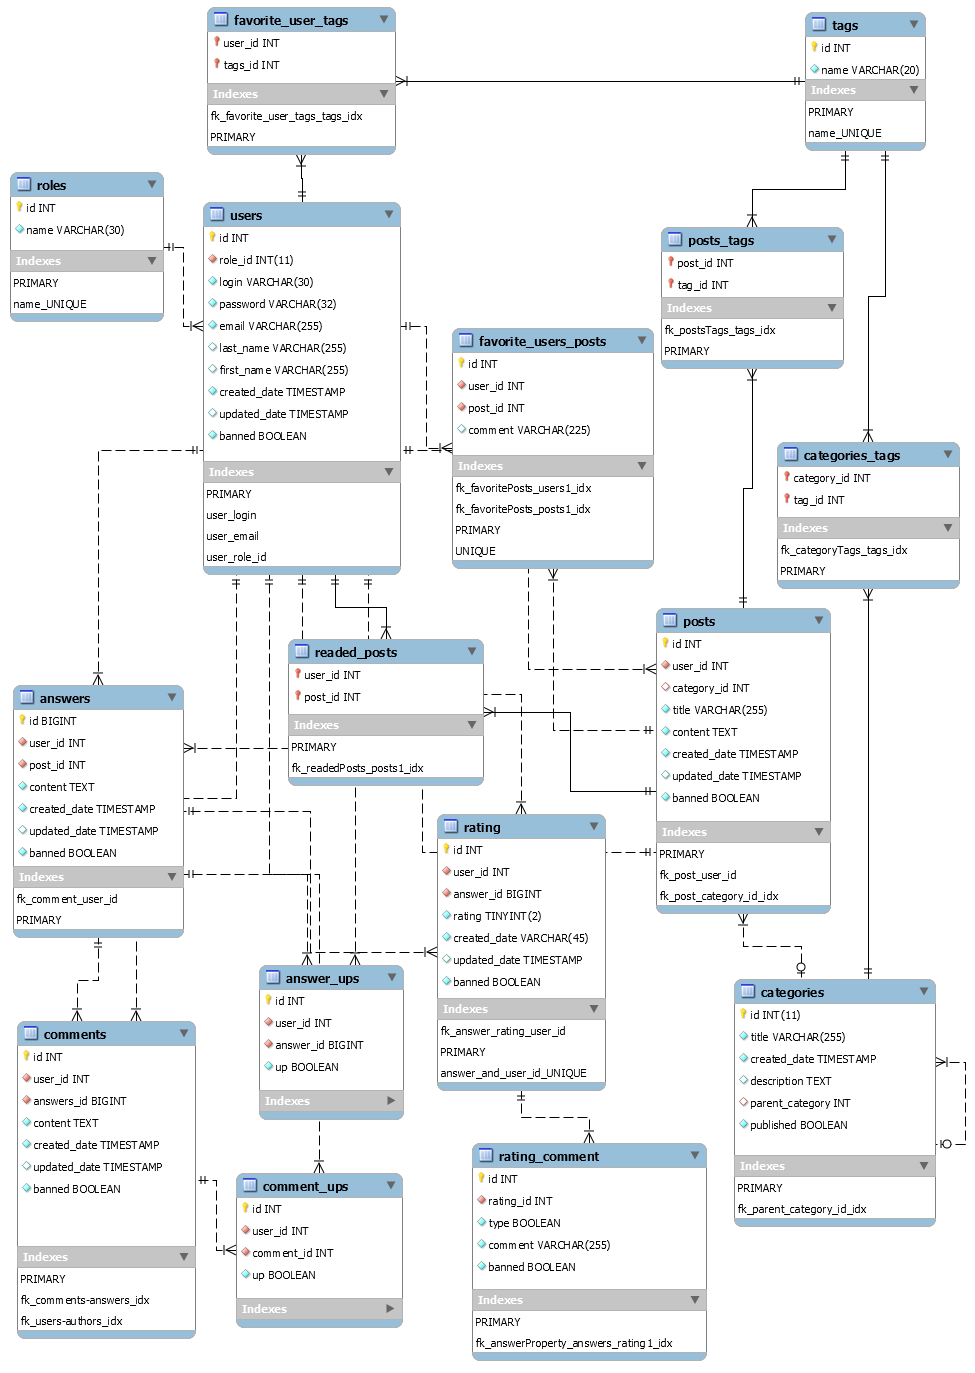 favorite_user_tags
user_id INT
tags_id INT
Indexes
fk_favorite_user_tags_tags_idx
PRIMARY
tags
id INT
name VARCHAR(20)
Indexes
PRIMARY
name_UNIQUE
roles
id INT
name VARCHAR(30)
Indexes
PRIMARY
name_UNIQUE
users
id INT
role_id INT(11)
login VARCHAR(30)
password VARCHAR(32)
email VARCHAR(255)
last_name VARCHAR(255)
first_name VARCHAR(255)
created_date TIMESTAMP
updated_date TIMESTAMP
banned BOOLEAN
Indexes
PRIMARY
user_login
user_email
user_role_id
posts_tags
post_id INT
tag_id INT
Indexes
fk_postsTags_tags_idx
PRIMARY
favorite_users_posts
id INT
user_id INT
post_id INT
comment VARCHAR(225)
Indexes
fk_favoritePosts_users1_idx
fk_favoritePosts_posts1_idx
PRIMARY
UNIQUE
categories_tags
category_id INT
tag_id INT
Indexes
fk_categoryTags_tags_idx
PRIMARY
posts
id INT
user_id INT
category_id INT
title VARCHAR(255)
content TEXT
created_date TIMESTAMP
updated_date TIMESTAMP
banned BOOLEAN
Indexes
PRIMARY
fk_post_user_id
fk_post_category_id_idx
readed_posts
user_id INT
post_id INT
Indexes
PRIMARY
fk_readedPosts_posts1_idx
answers
id BIGINT
user_id INT
post_id INT
content TEXT
created_date TIMESTAMP
updated_date TIMESTAMP
banned BOOLEAN
Indexes
fk_comment_user_id
PRIMARY
rating
id INT
user_id INT
answer_id BIGINT
rating TINYINT(2)
created_date VARCHAR(45)
updated_date TIMESTAMP
banned BOOLEAN
Indexes
fk_answer_rating_user_id
PRIMARY
answer_and_user_id_UNIQUE
answer_ups
id INT
user_id INT
answer_id BIGINT
up BOOLEAN
Indexes
categories
id INT(11)
title VARCHAR(255)
created_date TIMESTAMP
description TEXT
parent_category INT
published BOOLEAN
Indexes
PRIMARY
fk_parent_category_id_idx
comments
id INT
user_id INT
answers_id BIGINT
content TEXT
created_date TIMESTAMP
updated_date TIMESTAMP
banned BOOLEAN
Indexes
PRIMARY
fk_comments-answers_idx
fk_users-authors_idx
comment_ups
id INT
user_id INT
comment_id INT
up BOOLEAN
Indexes
rating_comment
id INT
rating_id INT
type BOOLEAN
comment VARCHAR(255)
banned BOOLEAN
Indexes
PRIMARY
fk_answerProperty_answers_rating1_idx